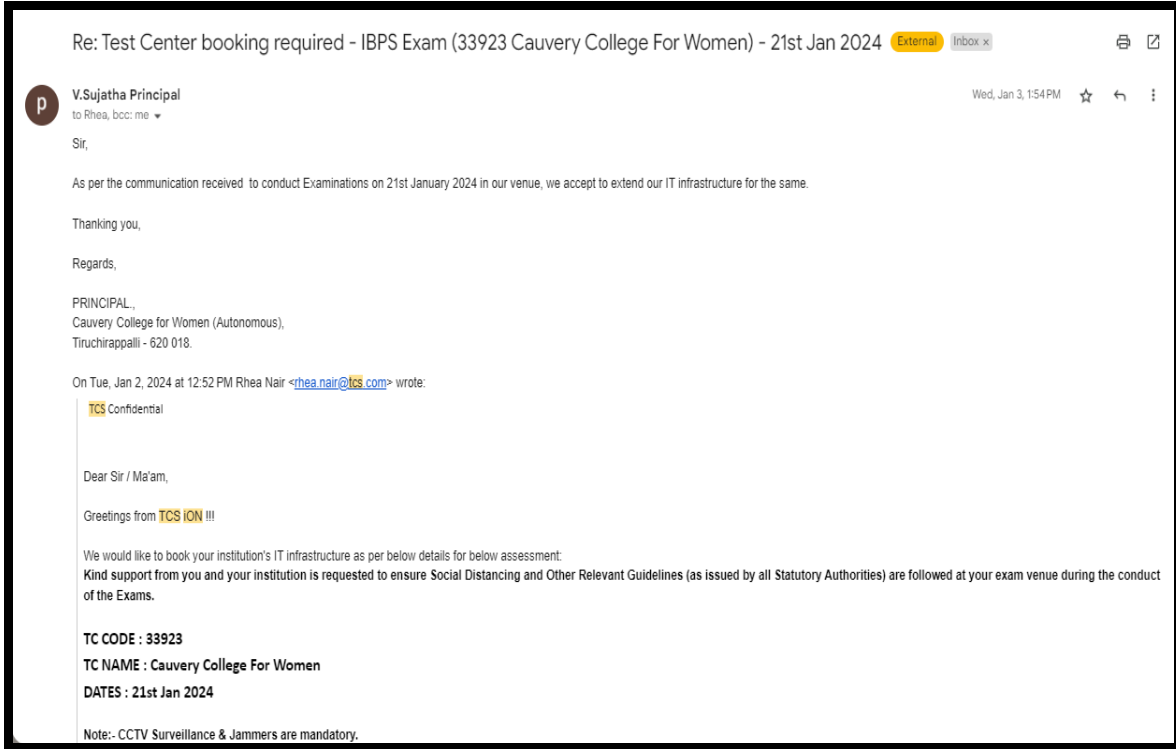 Re: Test Center booking required - IBPS Exam (33923 Cauvery College For Women) - 21st Jan 2024 External Inbox ×
p
V.Sujatha Principal
Wed, Jan 3, 1:54 PM
to Rhea, bcc: me
Sir,
As per the communication received to conduct Examinations on 21st January 2024 in our venue, we accept to extend our IT infrastructure for the same.
Thanking you,
Regards,
PRINCIPAL.,
Cauvery College for Women (Autonomous),
Tiruchirappalli - 620 018.
On Tue, Jan 2, 2024 at 12:52 PM Rhea Nair <rhea.nair@tcs.com> wrote:
TCS Confidential
Dear Sir / Ma'am,
Greetings from TCS iON !!!
We would like to book your institution's IT infrastructure as per below details for below assessment:
Kind support from you and your institution is requested to ensure Social Distancing and Other Relevant Guidelines (as issued by all Statutory Authorities) are followed at your exam venue during the conduct
of the Exams.
TC CODE : 33923
TC NAME : Cauvery College For Women
DATES : 21st Jan 2024
Note:- CCTV Surveillance & Jammers are mandatory.